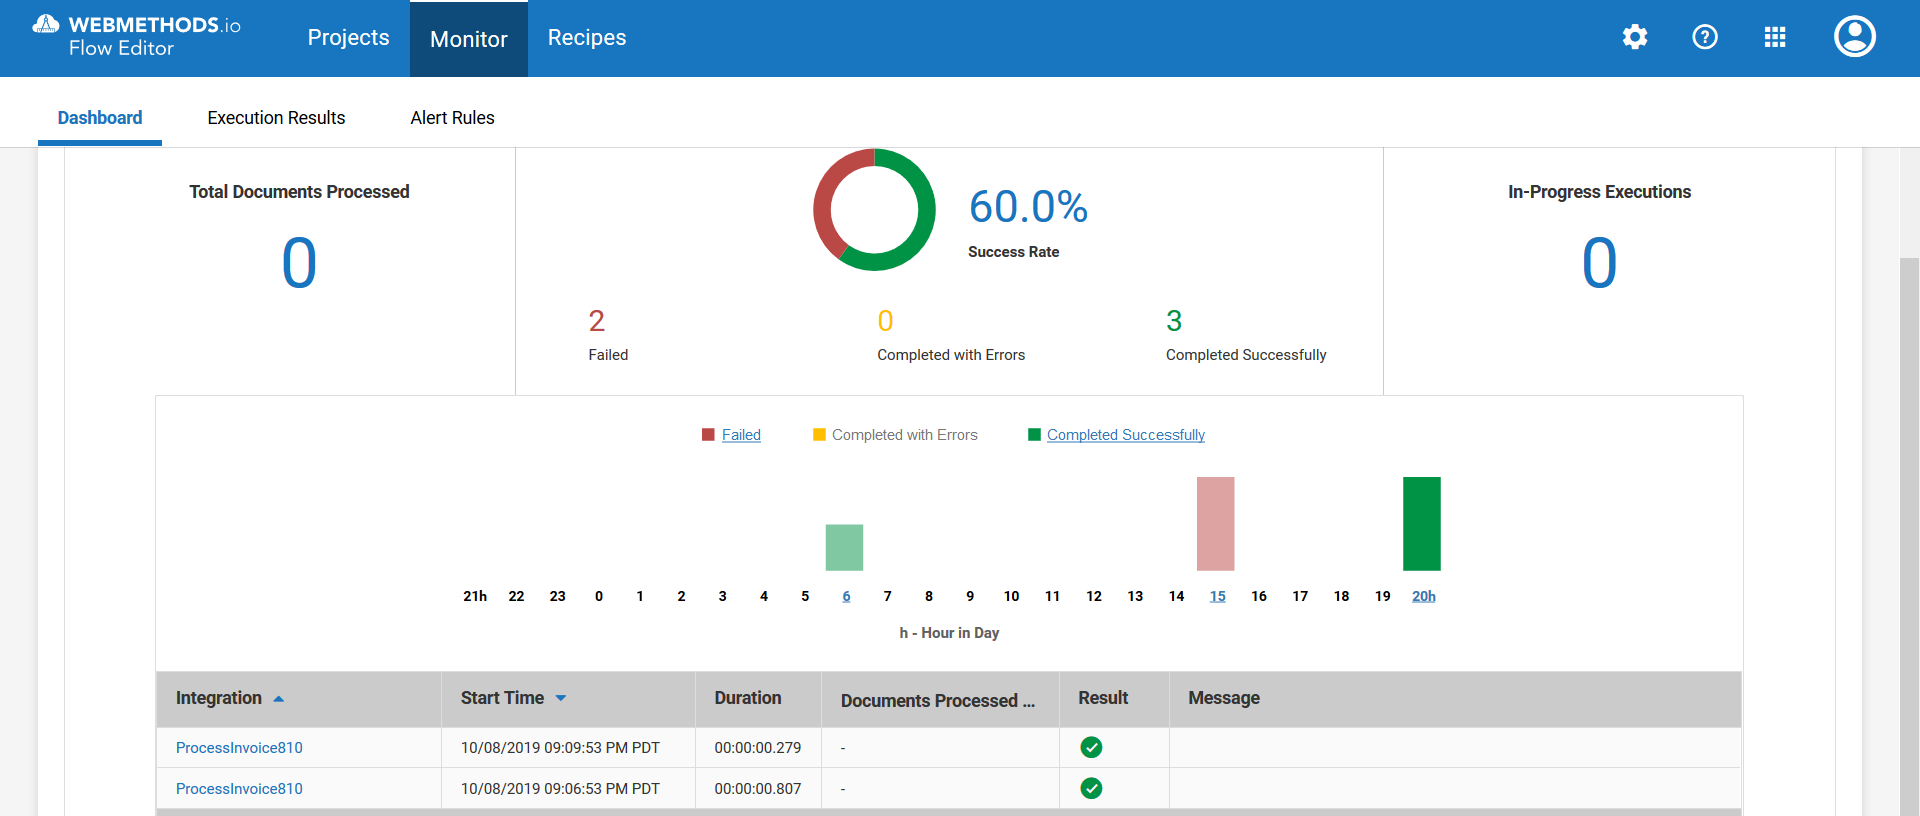 WEBMETHODS.io
Flow Editor
Projects Monitor Recipes
Dashboard Execution Results Alert Rules
Total Documents Processed
0
60.0%
Success Rate
2
Failed
0
Completed with Errors
3
Completed Successfully
In-Progress Executions
0
Failed Completed with Errors Completed Successfully
21h 22 23 0 1 2 3 4 5 6 7 8 9 10 11 12 13 14 15 16 17 18 19 20h
h - Hour in Day
Integration Start Time Duration Documents Processed ... Result Message
ProcessInvoice810 10/08/2019 09:09:53 PM PDT 00:00:00.279 -
ProcessInvoice810 10/08/2019 09:06:53 PM PDT 00:00:00.807 -